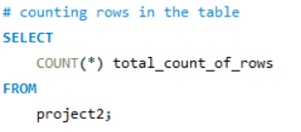 # counting rows in the table
SELECT
COUNT(*) total_count_of_rows
FROM
project2;